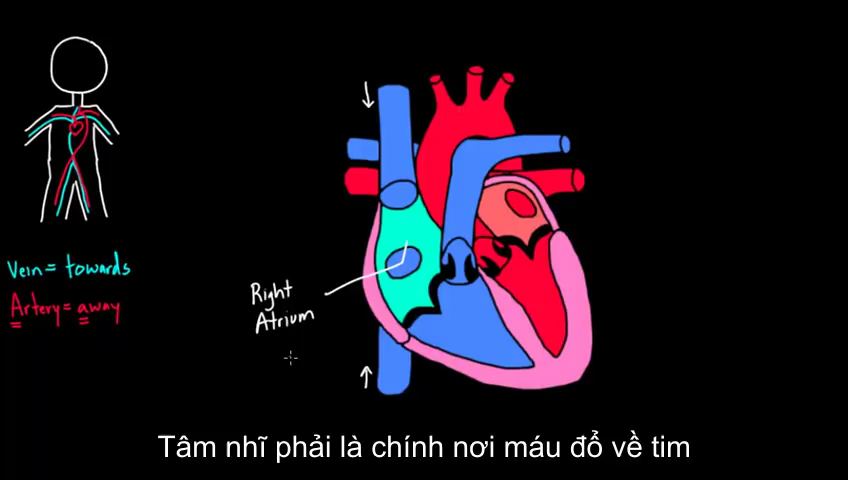 Vein = towards
Artery = away
Right
Atrium
Tâm nhĩ phải là chính nơi máu đổ về tim